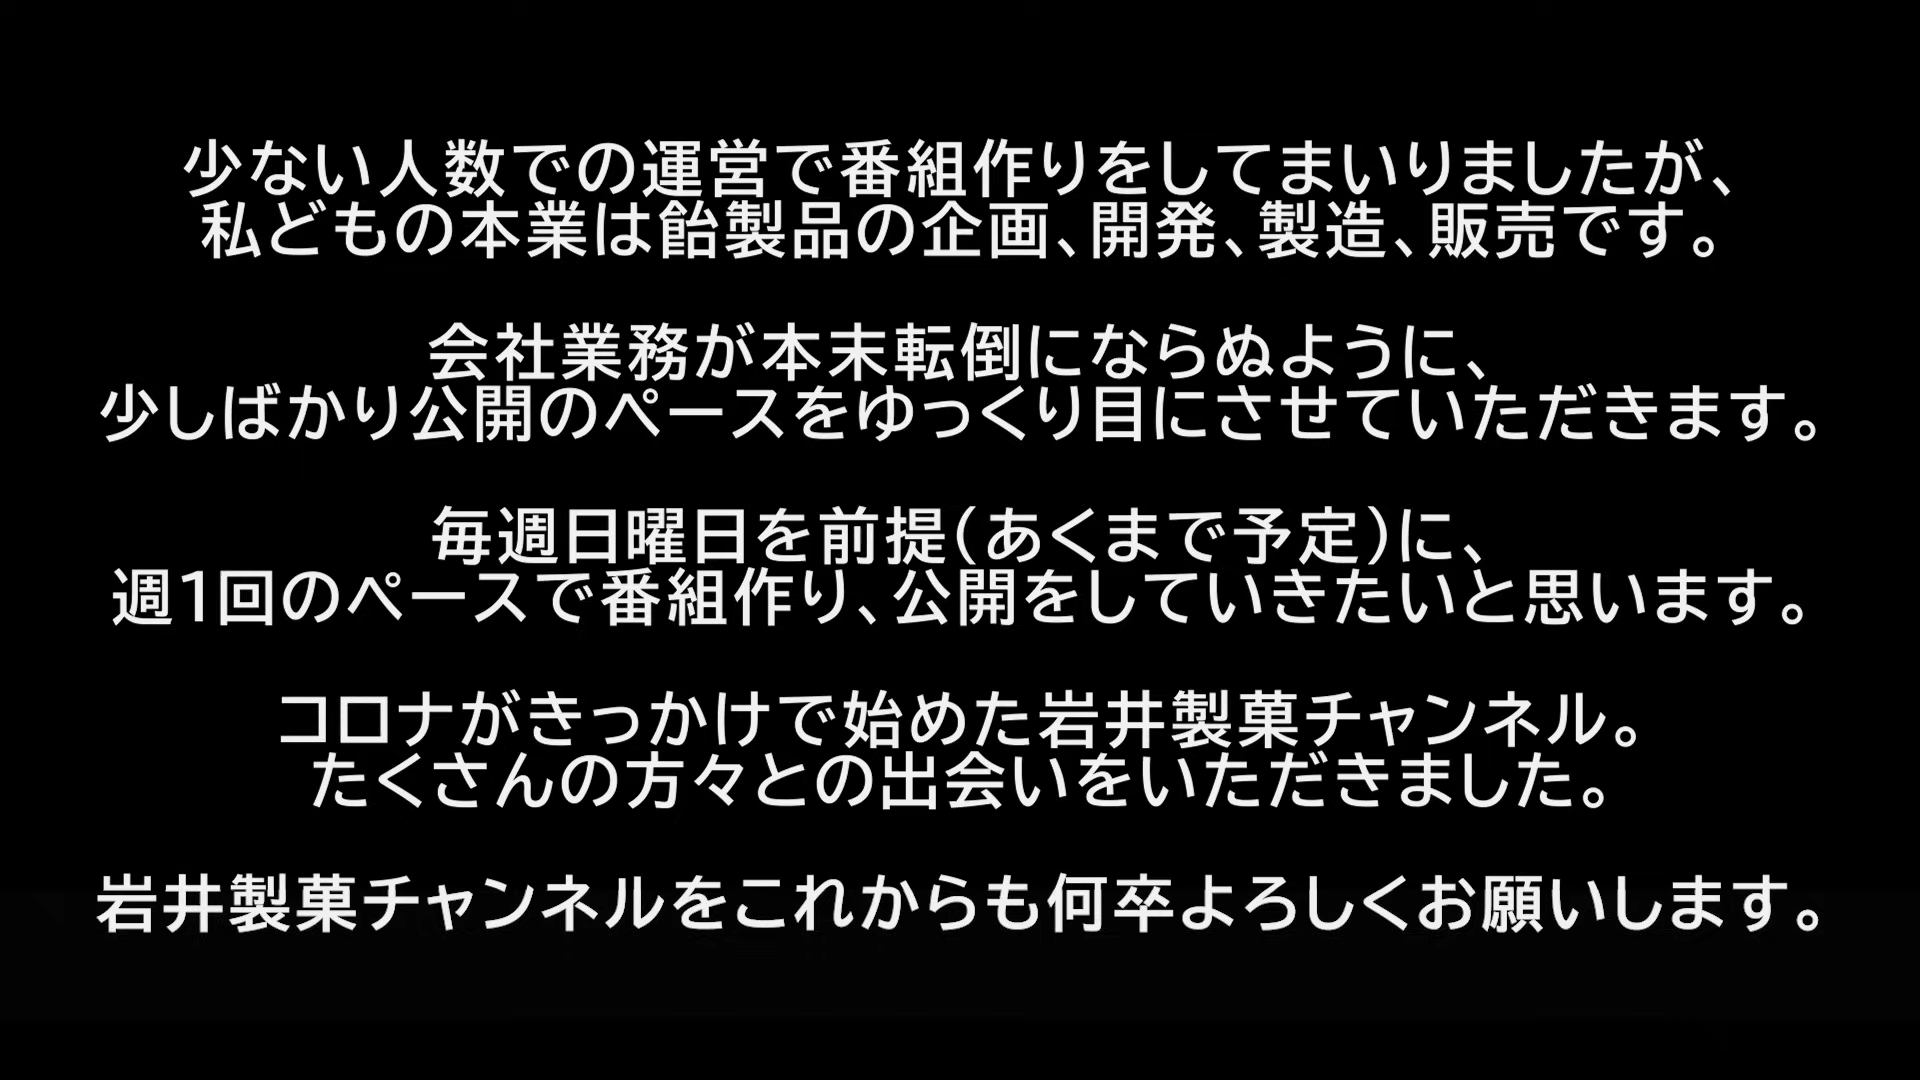 少ない人数での運営で番組作りをしてまいりましたが、
私どもの本業は飴製品の企画、開発、製造、販売です。
会社業務が本末転倒にならぬように、
少しばかり公開のペースをゆっくり目にさせていただきます。
毎週日曜日を前提(あくまで予定)に、
週1回のペースで番組作り、公開をしていきたいと思います。
コロナがきっかけで始めた岩井製菓チャンネル。
たくさんの方々との出会いをいただきました。
岩井製菓チャンネルをこれからも何卒よろしくお願いします。